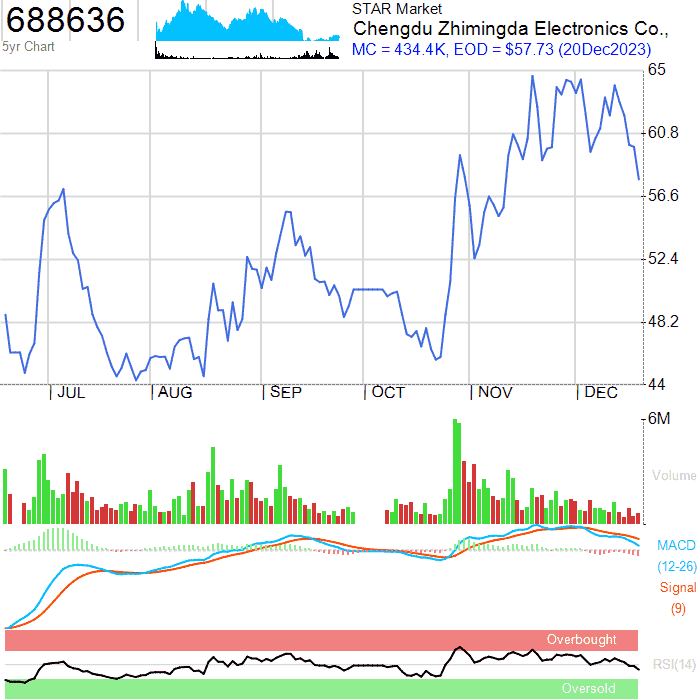 688636
5yr Chart
STAR Market
Chengdu Zhimingda Electronics Co.,
MC = 434.4K, EOD = $57.73 (20Dec2023)
65
60.8
56.6
52.4
48.2
44
JUL AUG SEP OCT NOV DEC
6M
Volume
MACD
(12-26)
Signal
(9)
Overbought
RSI(14)
Oversold